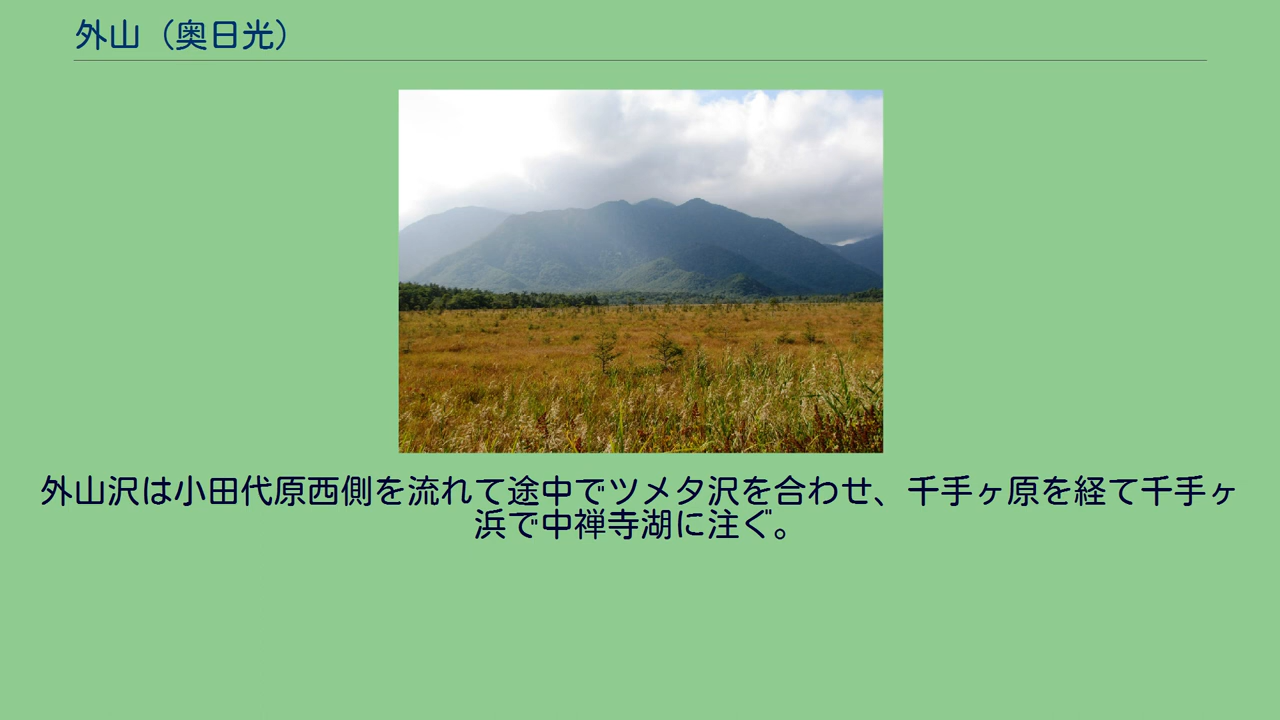 外山（奥日光）
外山沢は小田代原西側を流れて途中でツメタ沢を合わせ、千手ヶ原を経て千手ヶ
浜で中禅寺湖に注ぐ。